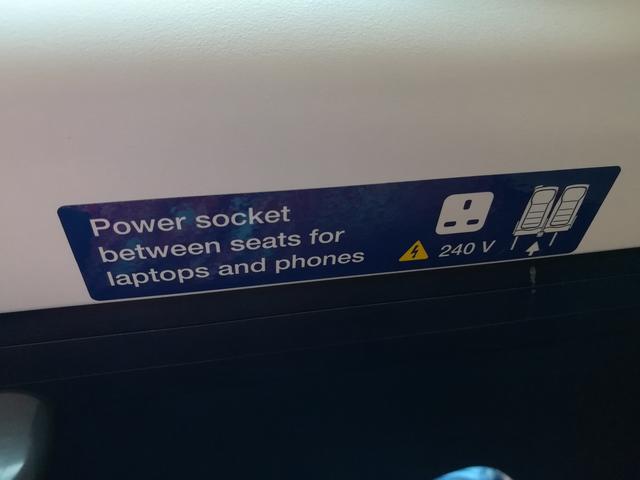 Power socket
between seats for
laptops and phones
240 V